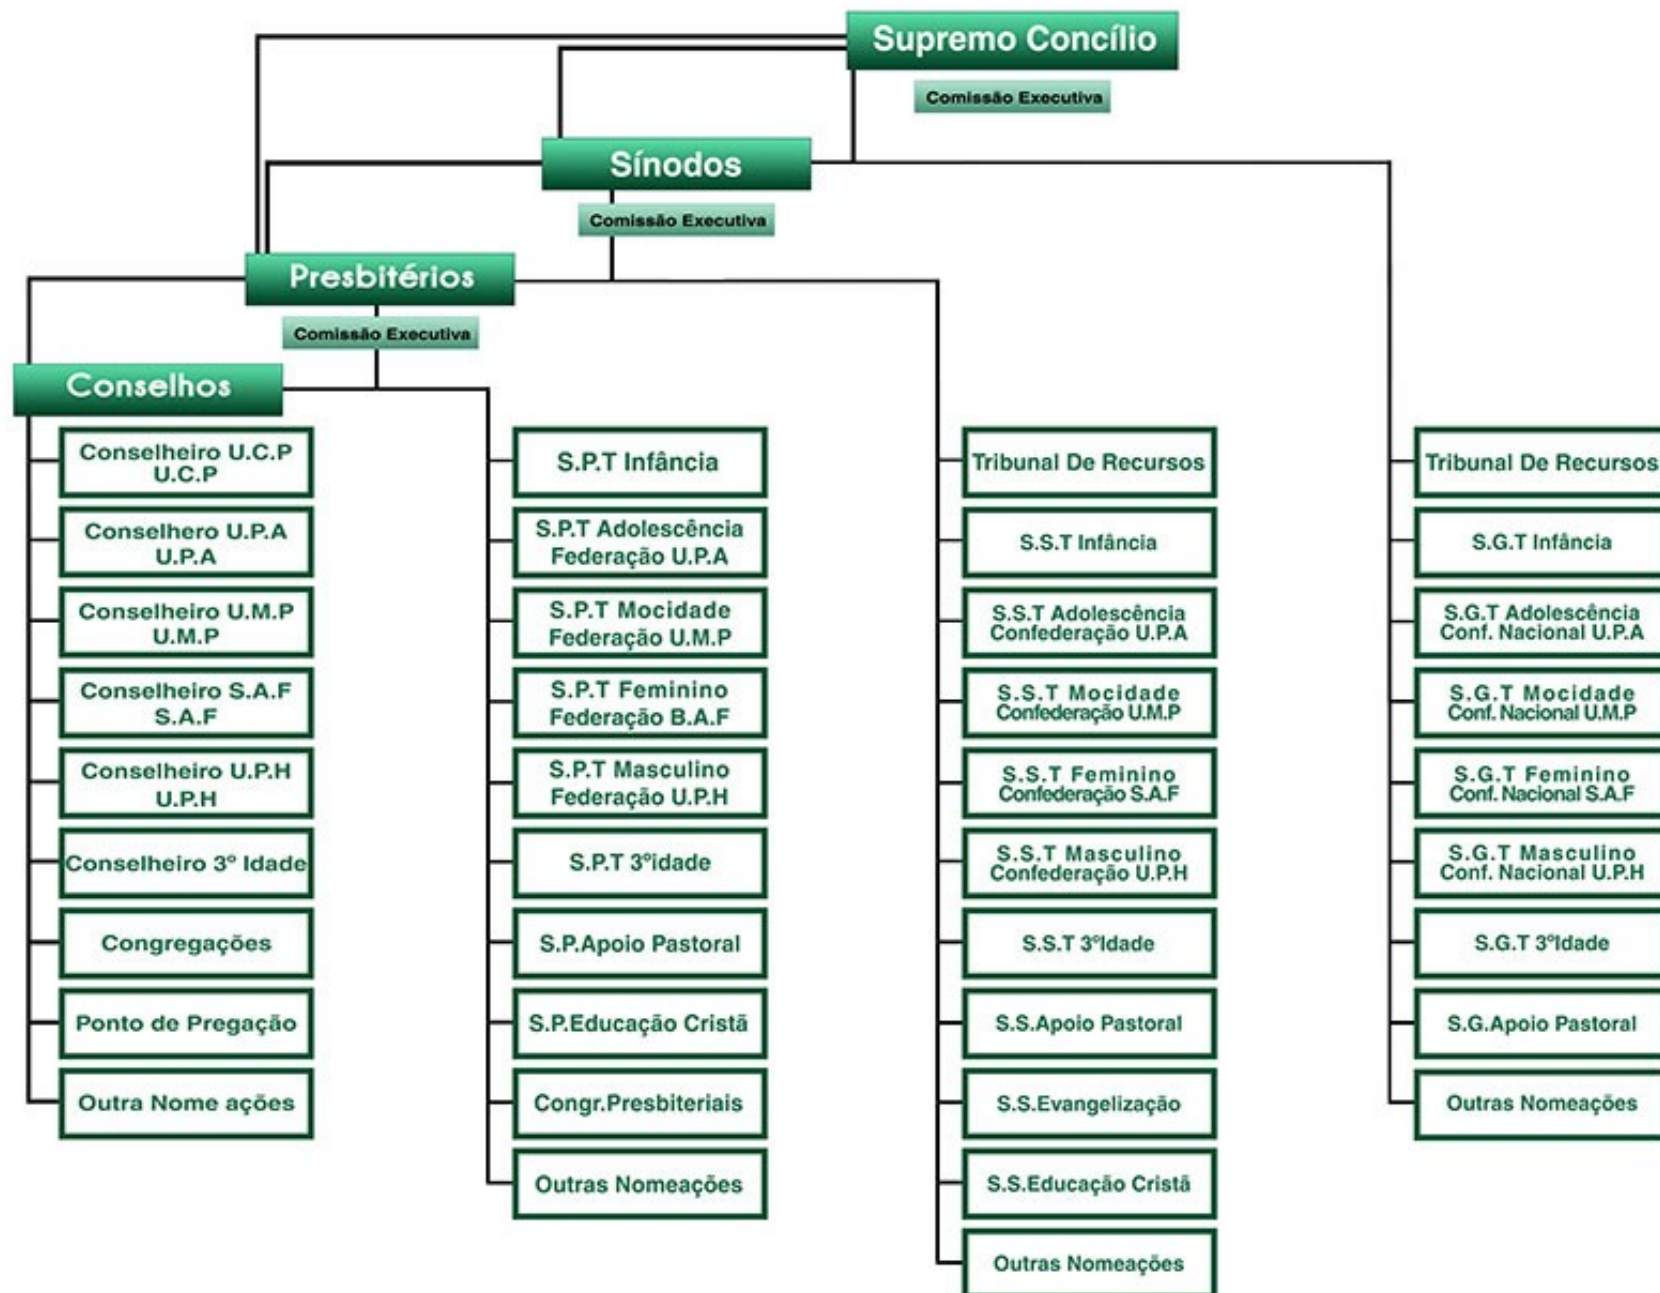 Supremo Concílio
Comissão Executiva
Sínodos
Comissão Executiva
Presbitérios
Comissão Executiva
Conselhos
Conselheiro U.C.P
U.C.P
Conselhero U.P.A
U.P.A
Conselheiro U.M.P
U.M.P
Conselheiro S.A.F
S.A.F
Conselheiro U.P.H
U.P.H
Conselheiro 3º Idade
Congregações
Ponto de Pregação
Outra Nome ações
S.P.T Infância
S.P.T Adolescência
Federação U.P.A
S.P.T Mocidade
Federação U.M.P
S.P.T Feminino
Federação B.A.F
S.P.T Masculino
Federação U.P.H
S.P.T 3ºidade
S.P.Apoio Pastoral
S.P.Educação Cristã
Congr.Presbiteriais
Outras Nomeações
Tribunal De Recursos
S.S.T Infância
S.S.T Adolescência
Confederação U.P.A
S.S.T Mocidade
Confederação U.M.P
S.S.T Feminino
Confederação S.A.F
S.S.T Masculino
Confederação U.P.H
S.S.T 3ºIdade
S.S.Apoio Pastoral
S.S.Evangelização
S.S.Educação Cristã
Outras Nomeações
Tribunal De Recursos
S.G.T Infância
S.G.T Adolescência
Conf. Nacional U.P.A
S.G.T Mocidade
Conf. Nacional U.M.P
S.G.T Feminino
Conf. Nacional S.A.F
S.G.T Masculino
Conf. Nacional U.P.H
S.G.T 3ºIdade
S.G.Apoio Pastoral
Outras Nomeações